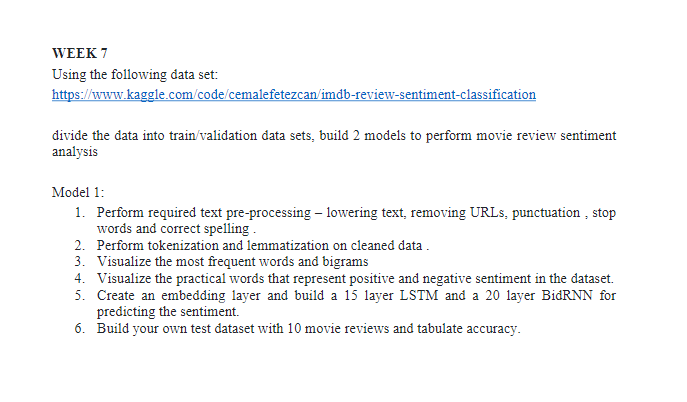 WEEK 7
Using the following data set:
https://www.kaggle.com/code/cemalefetezcan/imdb-review-sentiment-classification
divide the data into train/validation data sets, build 2 models to perform movie review sentiment
analysis
Model 1:
1. Perform required text pre-processing – lowering text, removing URLs, punctuation , stop
words and correct spelling .
2. Perform tokenization and lemmatization on cleaned data .
3. Visualize the most frequent words and bigrams
4. Visualize the practical words that represent positive and negative sentiment in the dataset.
5. Create an embedding layer and build a 15 layer LSTM and a 20 layer BidRNN for
predicting the sentiment.
6. Build your own test dataset with 10 movie reviews and tabulate accuracy.